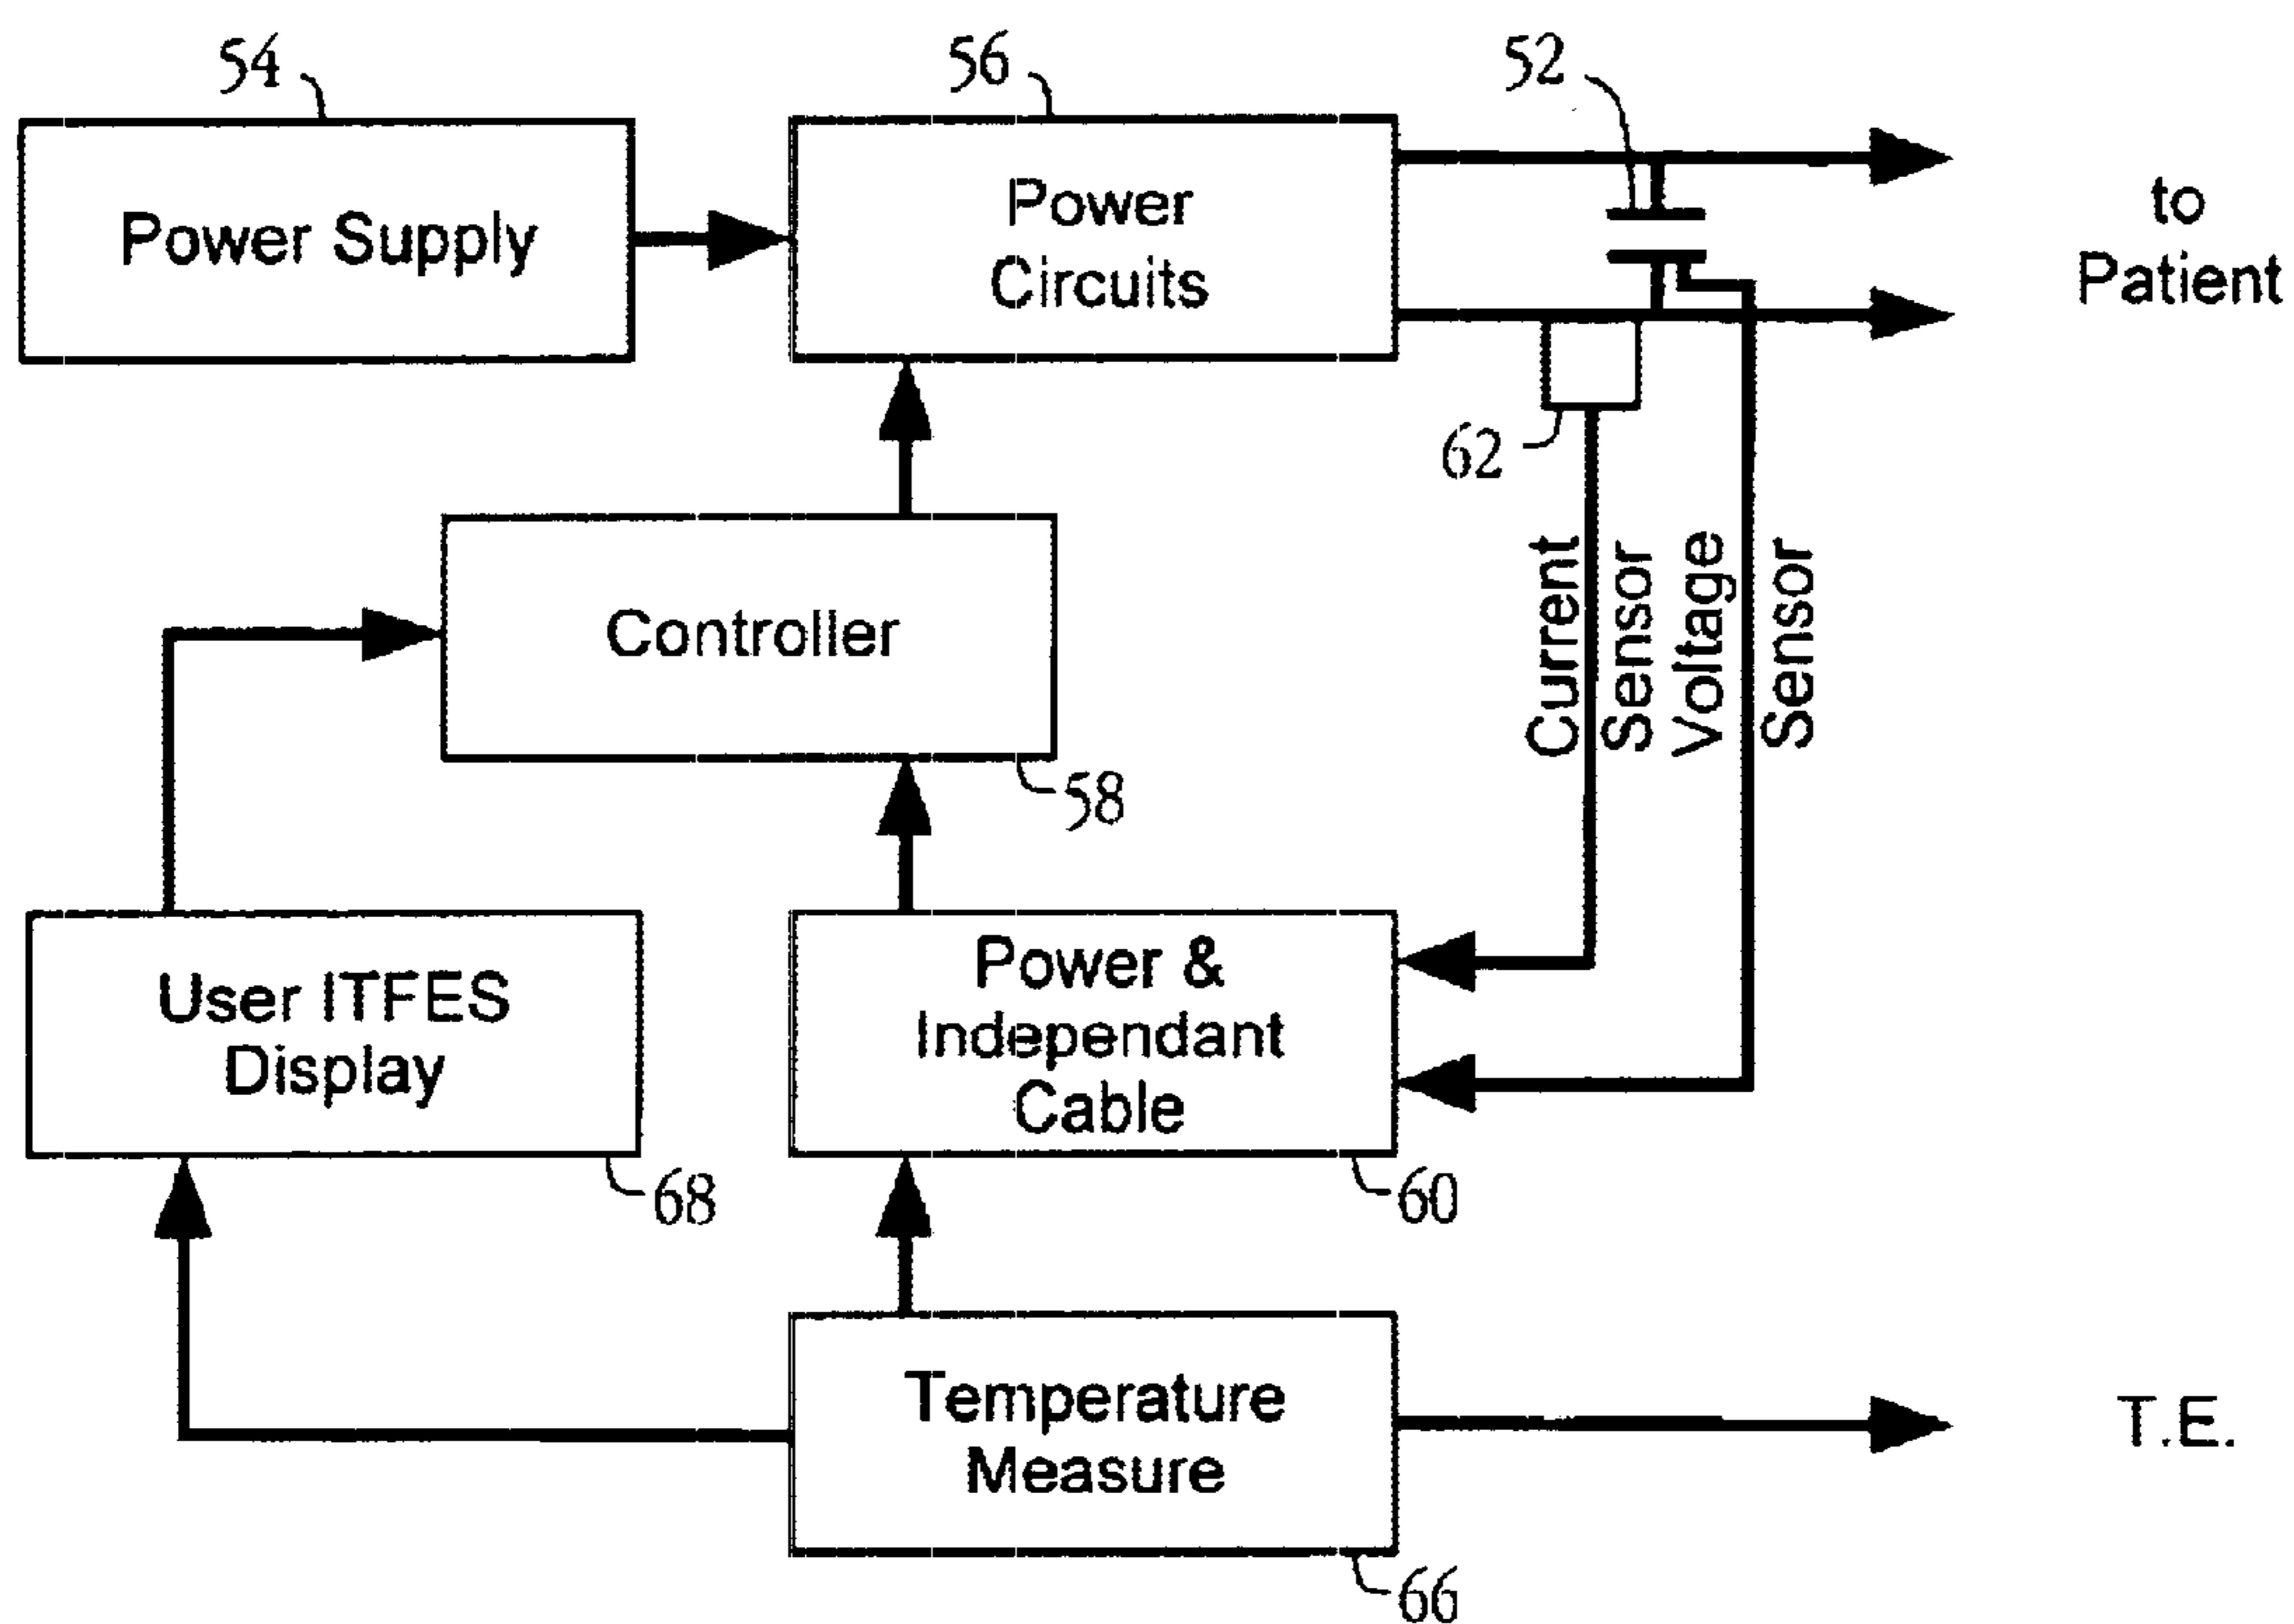 54
56
52
Power Supply
Power
Circuits
to
Patient
62
Controller
Current
Sensor
Voltage
Sensor
58
User ITFES
Display
Power &
Independant
Cable
68
60
Temperature
Measure
T.E.
66